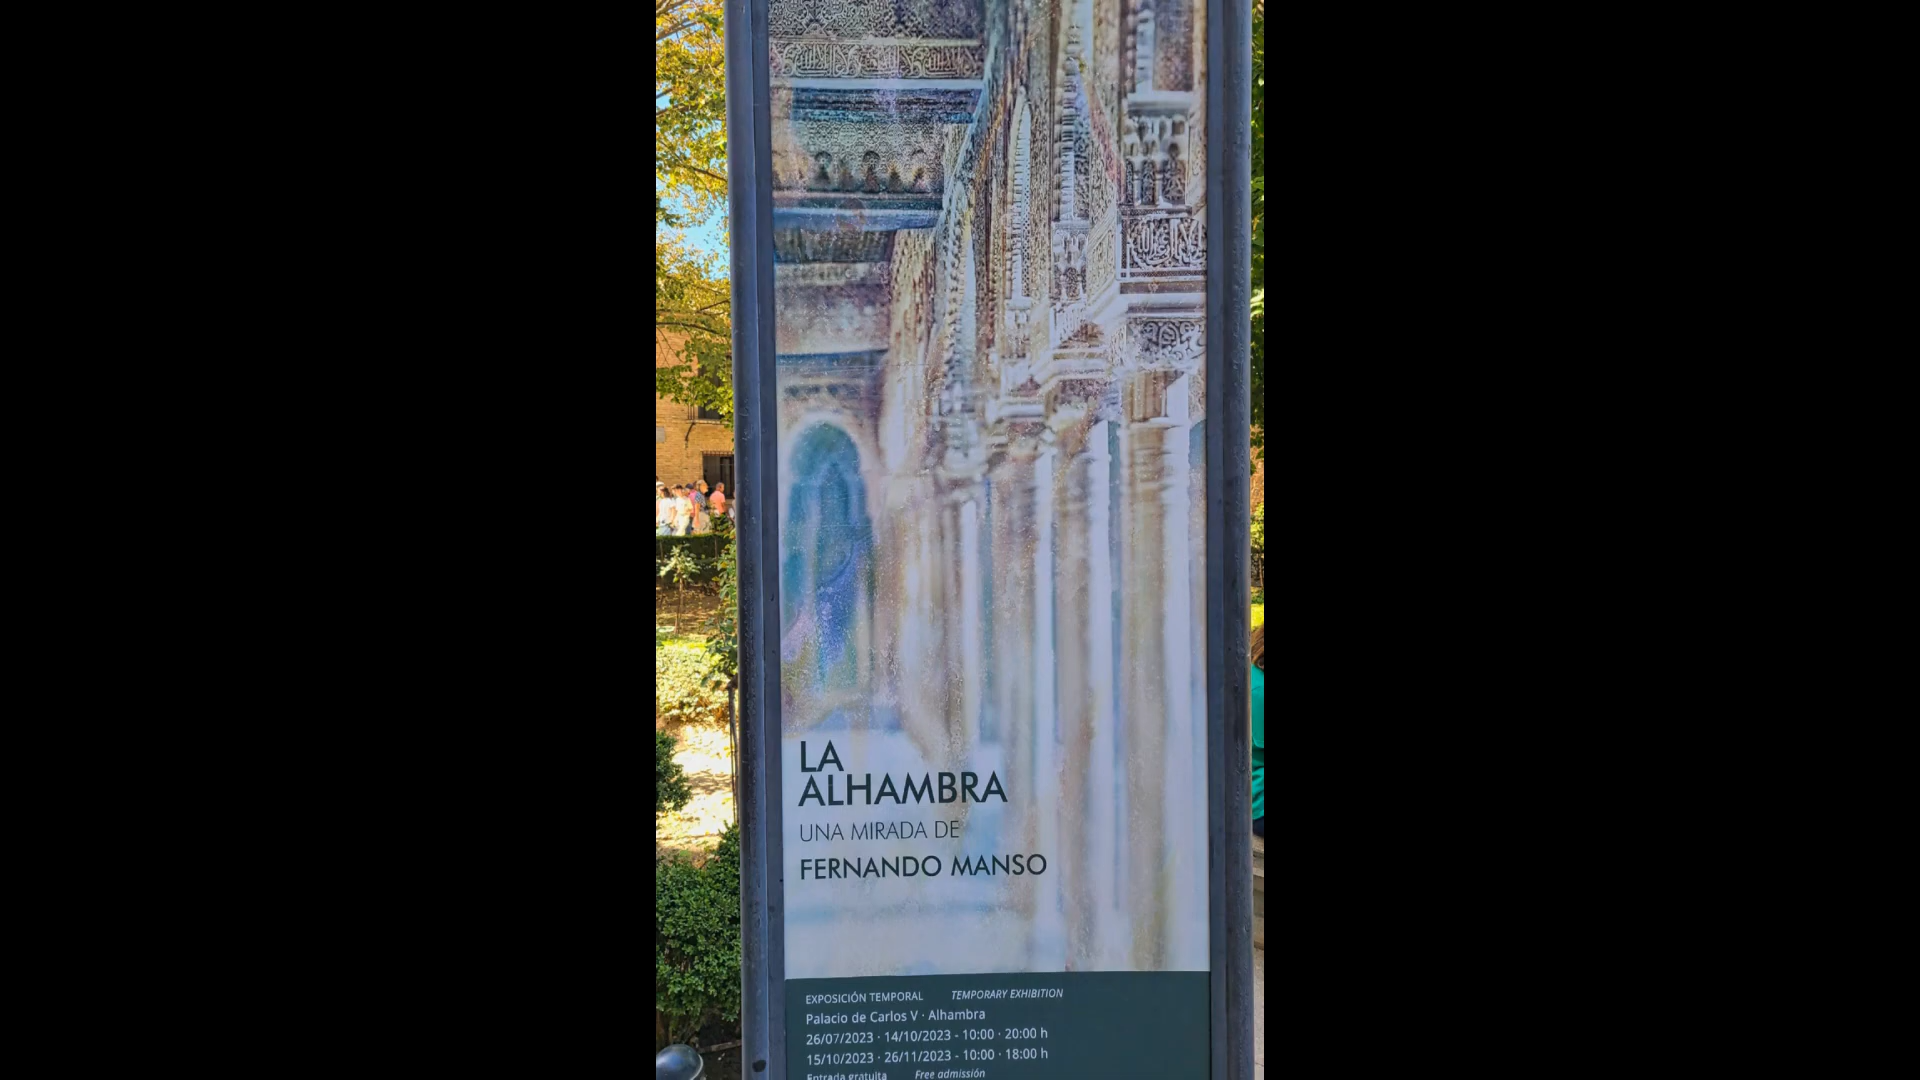 LA
ALHAMBRA
UNA MIRADA DE
FERNANDO MANSO
EXPOSICIÓN TEMPORAL TEMPORARY EXHIBITION
Palacio de Carlos V · Alhambra
26/07/2023 · 14/10/2023 - 10:00 · 20:00 h
15/10/2023 · 26/11/2023 - 10:00 · 18:00 h
Entrada gratuita Free admission